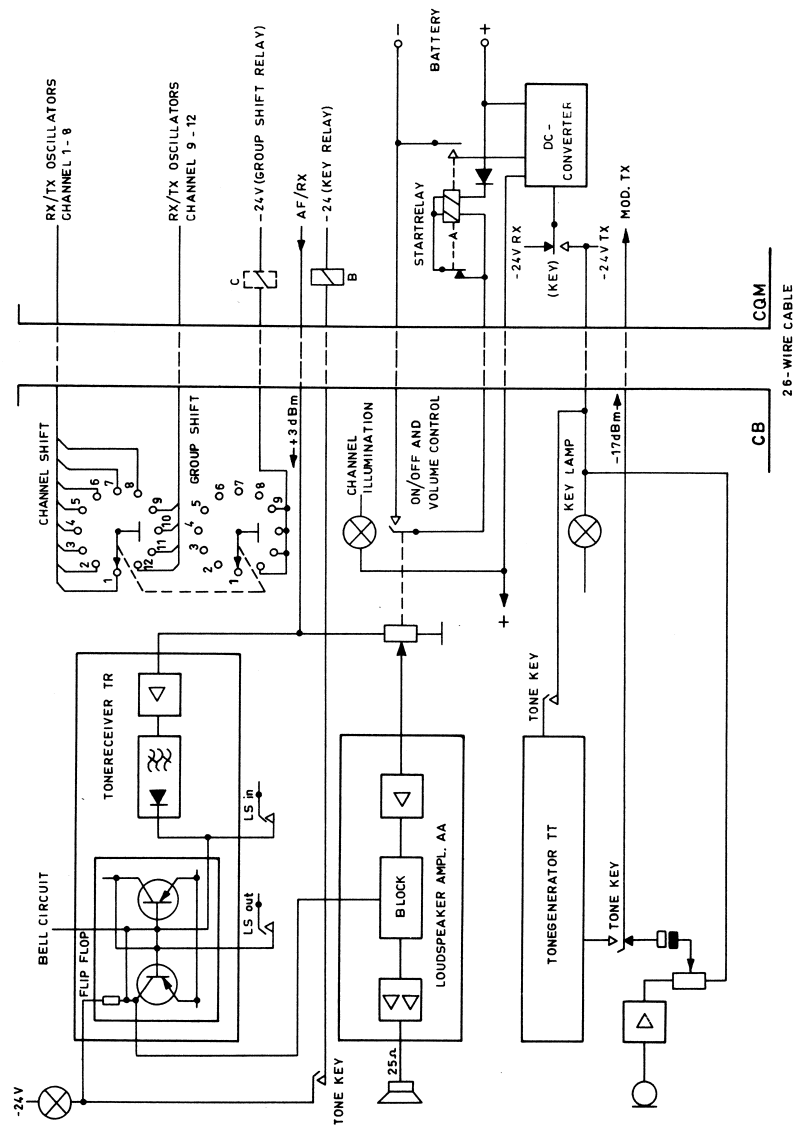 RX/TX OSCILLATORS
CHANNEL 1 - 8
RX/TX OSCILLATORS
CHANNEL 9 - 12
-24V (GROUP SHIFT RELAY)
AF/RX
-24 (KEY RELAY)
-
BATTERY
+
C
B
STARTRELAY
A
DC-
CONVERTER
-24V RX
(KEY)
-24V TX
MOD. TX
CQM
26-WIRE CABLE
CB
CHANNEL SHIFT
1
2
3
4
5
6
7
8
9
10
11
12
GROUP SHIFT
1
2
3
4
5
6
7
8
9
+3dBm
CHANNEL
ILLUMINATION
ON/OFF AND
VOLUME CONTROL
+
KEY LAMP
-17dBm
TONERECEIVER TR
LS in
LS out
BELL CIRCUIT
FLIP FLOP
-24V
TONE KEY
25Ω
BLOCK
LOUDSPEAKER AMPL. AA
TONE KEY
TONEGENERATOR TT
TONE KEY